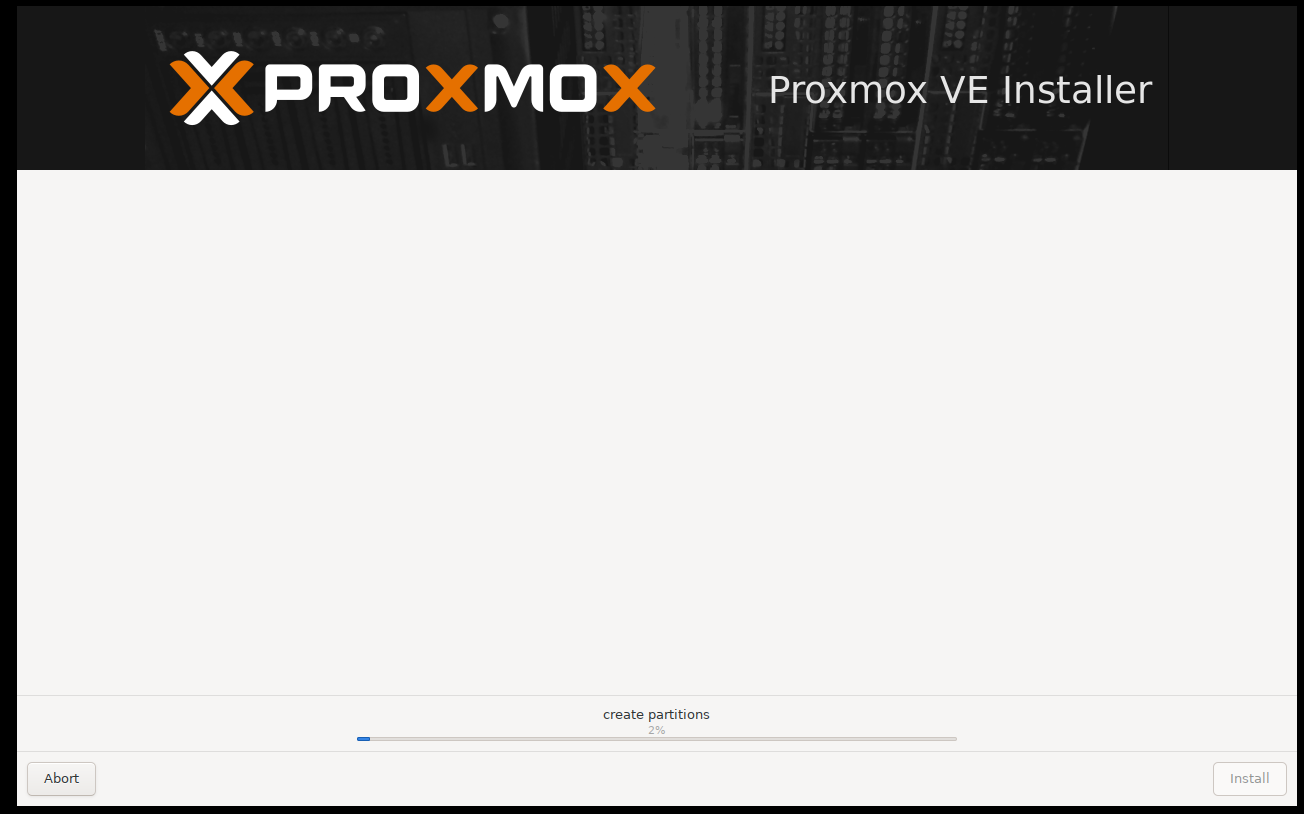 PROXMOX
Proxmox VE Installer
create partitions
2%
Abort
Install